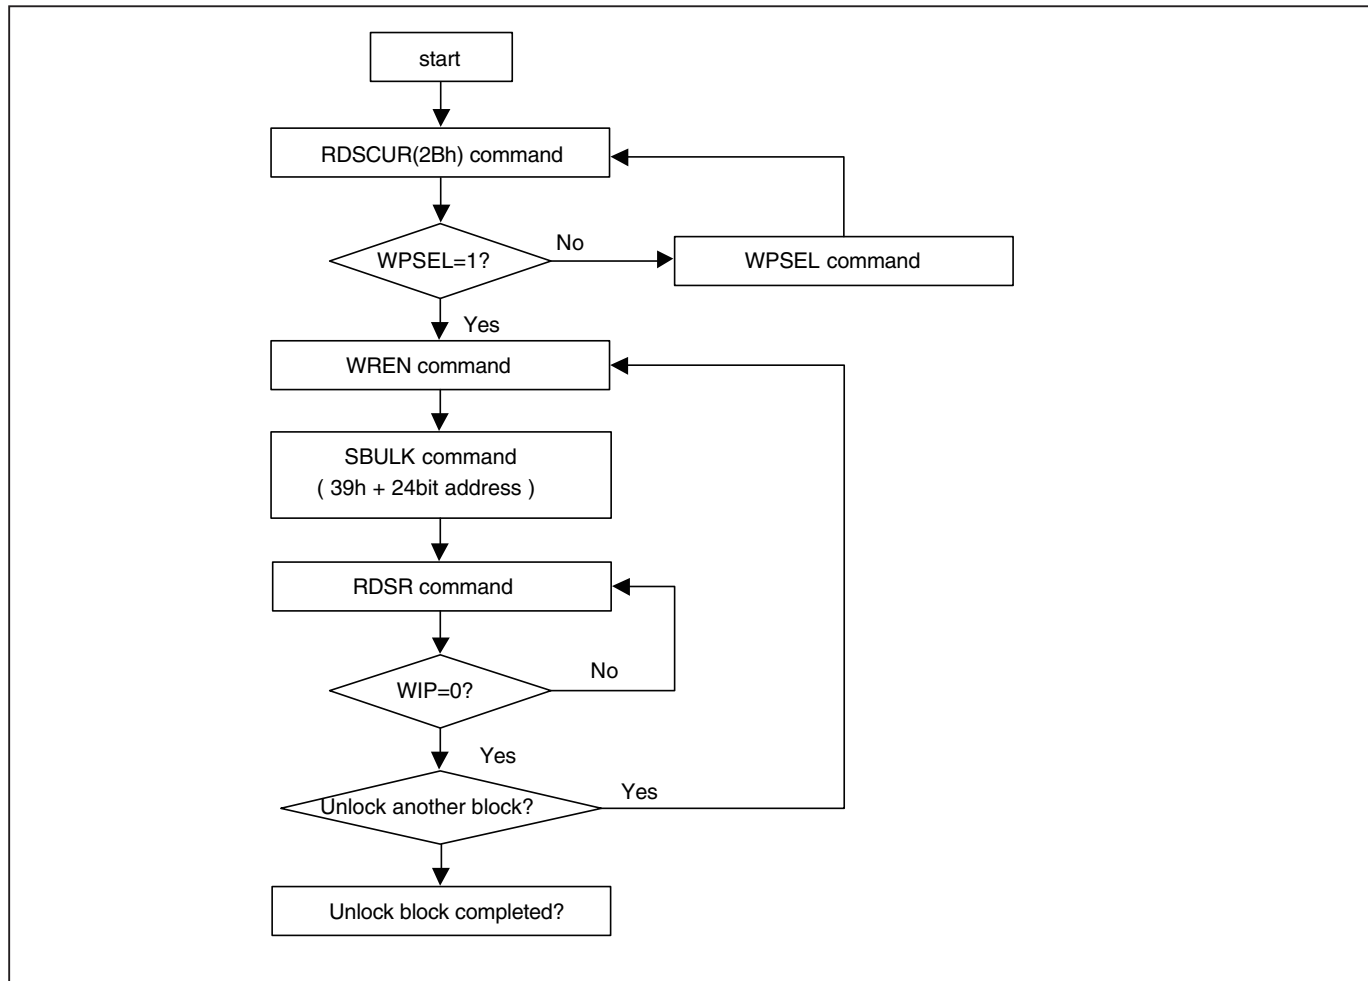 start
RDSCUR(2Bh) command
WPSEL=1?
No
WPSEL command
Yes
WREN command
SBULK command
( 39h + 24bit address )
RDSR command
WIP=0?
No
Yes
Unlock another block?
Yes
Unlock block completed?